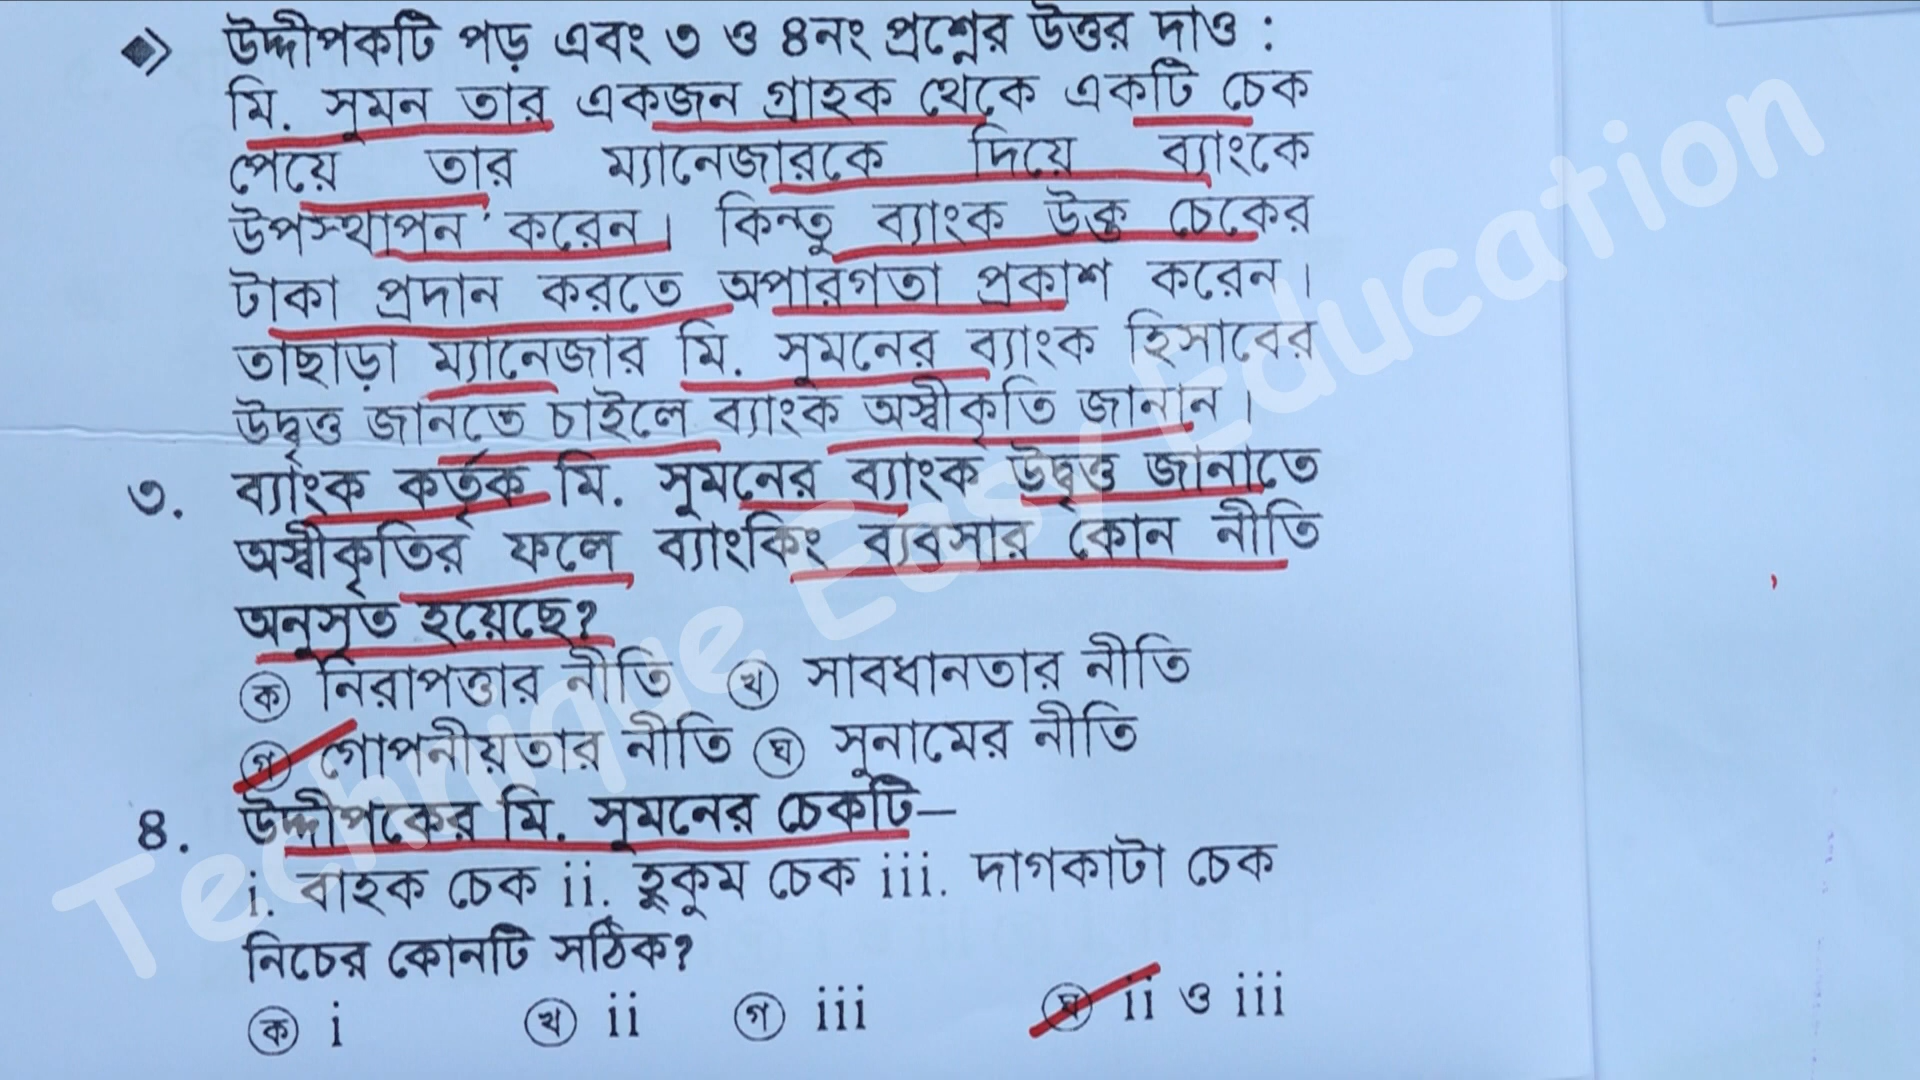 উদ্দীপকটি পড় এবং ৩ ও ৪নং প্রশ্নের উত্তর দাও :
মি. সুমন তার একজন গ্রাহক থেকে একটি চেক
পেয়ে তার ম্যানেজারকে দিয়ে ব্যাংকে
উপস্থাপন করেন। কিন্তু ব্যাংক উক্ত চেকের
টাকা প্রদান করতে অপারগতা প্রকাশ করেন।
তাছাড়া ম্যানেজার মি. সুমনের ব্যাংক হিসাবের
উদ্বৃত্ত জানতে চাইলে ব্যাংক অস্বীকৃতি জানান।
৩. ব্যাংক কর্তৃক মি. সুমনের ব্যাংক উদ্বৃত্ত জানাতে
অস্বীকৃতির ফলে ব্যাংকিং ব্যবসার কোন নীতি
অনুসৃত হয়েছে?
ক নিরাপত্তার নীতি খ সাবধানতার নীতি
গ গোপনীয়তার নীতি ঘ সুনামের নীতি
৪. উদ্দীপকের মি. সুমনের চেকটি—
i. বাহক চেক ii. হুকুম চেক iii. দাগকাটা চেক
নিচের কোনটি সঠিক?
ক i খ ii গ iii ঘ ii ও iii
Technique Easy Education